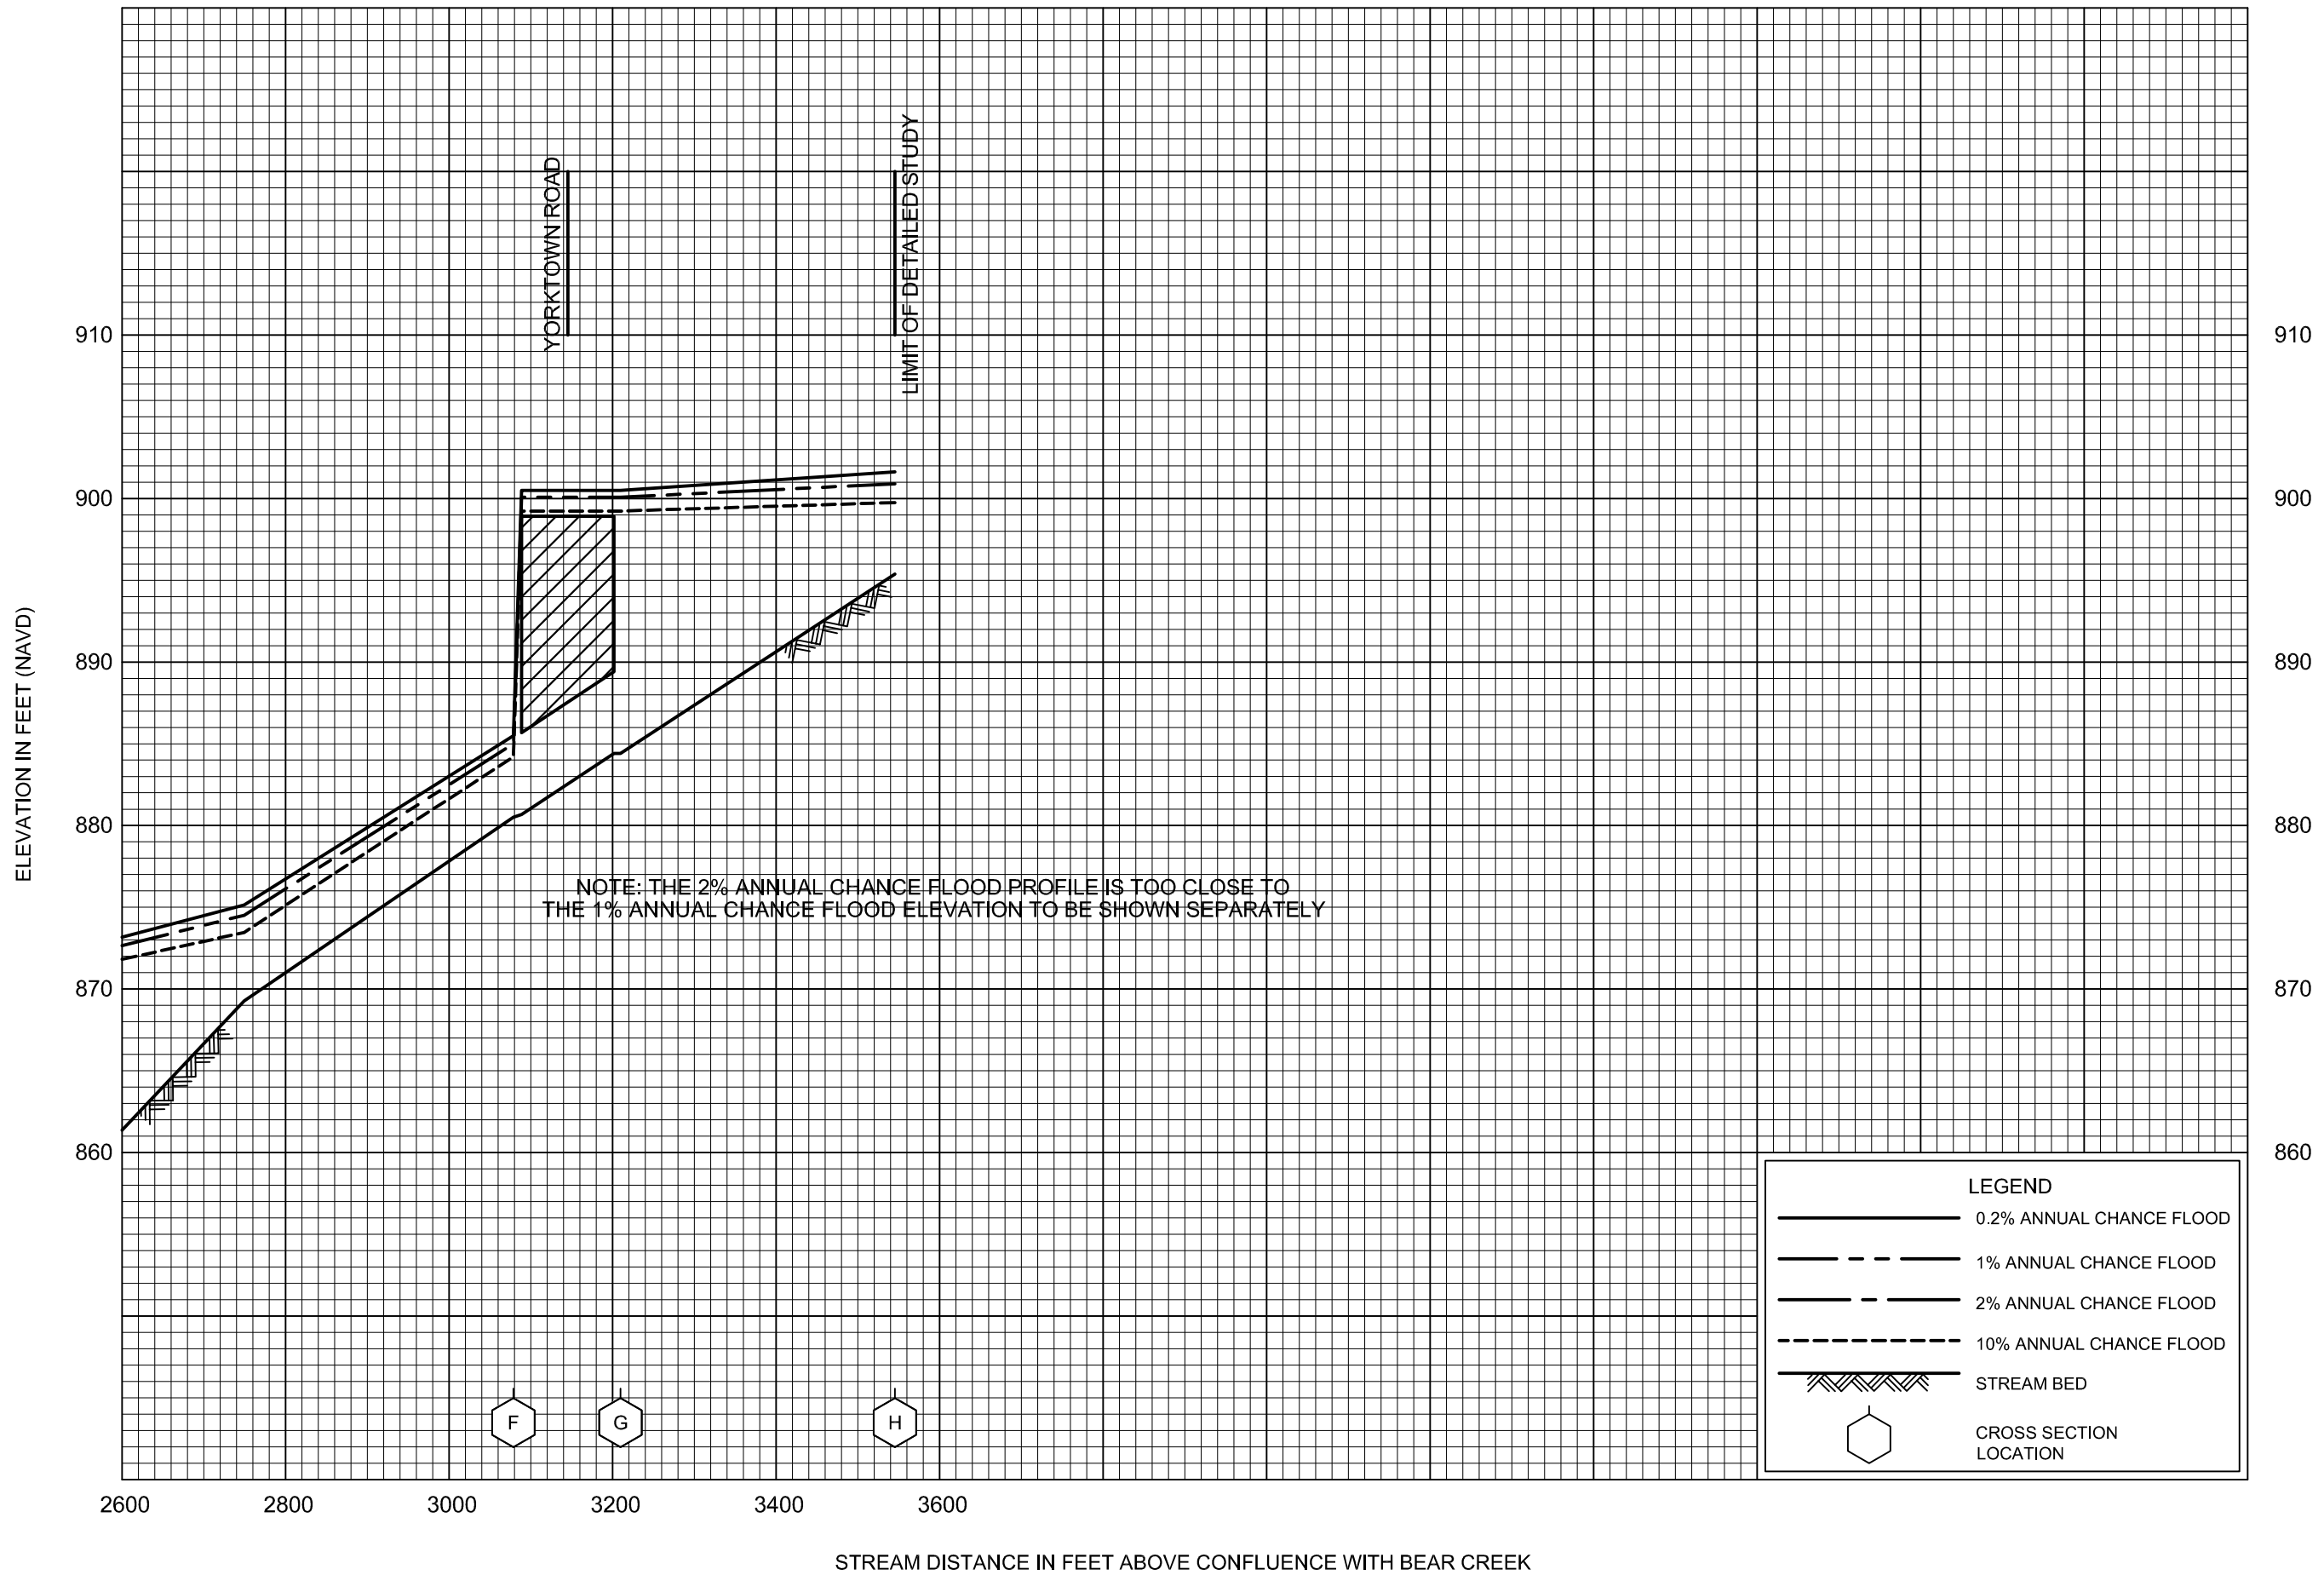 YORKTOWN ROAD
LIMIT OF DETAILED STUDY
910
910
900
900
890
890
880
880
870
870
860
860
ELEVATION IN FEET (NAVD)
NOTE: THE 2% ANNUAL CHANCE FLOOD PROFILE IS TOO CLOSE TO
THE 1% ANNUAL CHANCE FLOOD ELEVATION TO BE SHOWN SEPARATELY
LEGEND
0.2% ANNUAL CHANCE FLOOD
1% ANNUAL CHANCE FLOOD
2% ANNUAL CHANCE FLOOD
10% ANNUAL CHANCE FLOOD
STREAM BED
CROSS SECTION
LOCATION
F
G
H
2600
2800
3000
3200
3400
3600
STREAM DISTANCE IN FEET ABOVE CONFLUENCE WITH BEAR CREEK